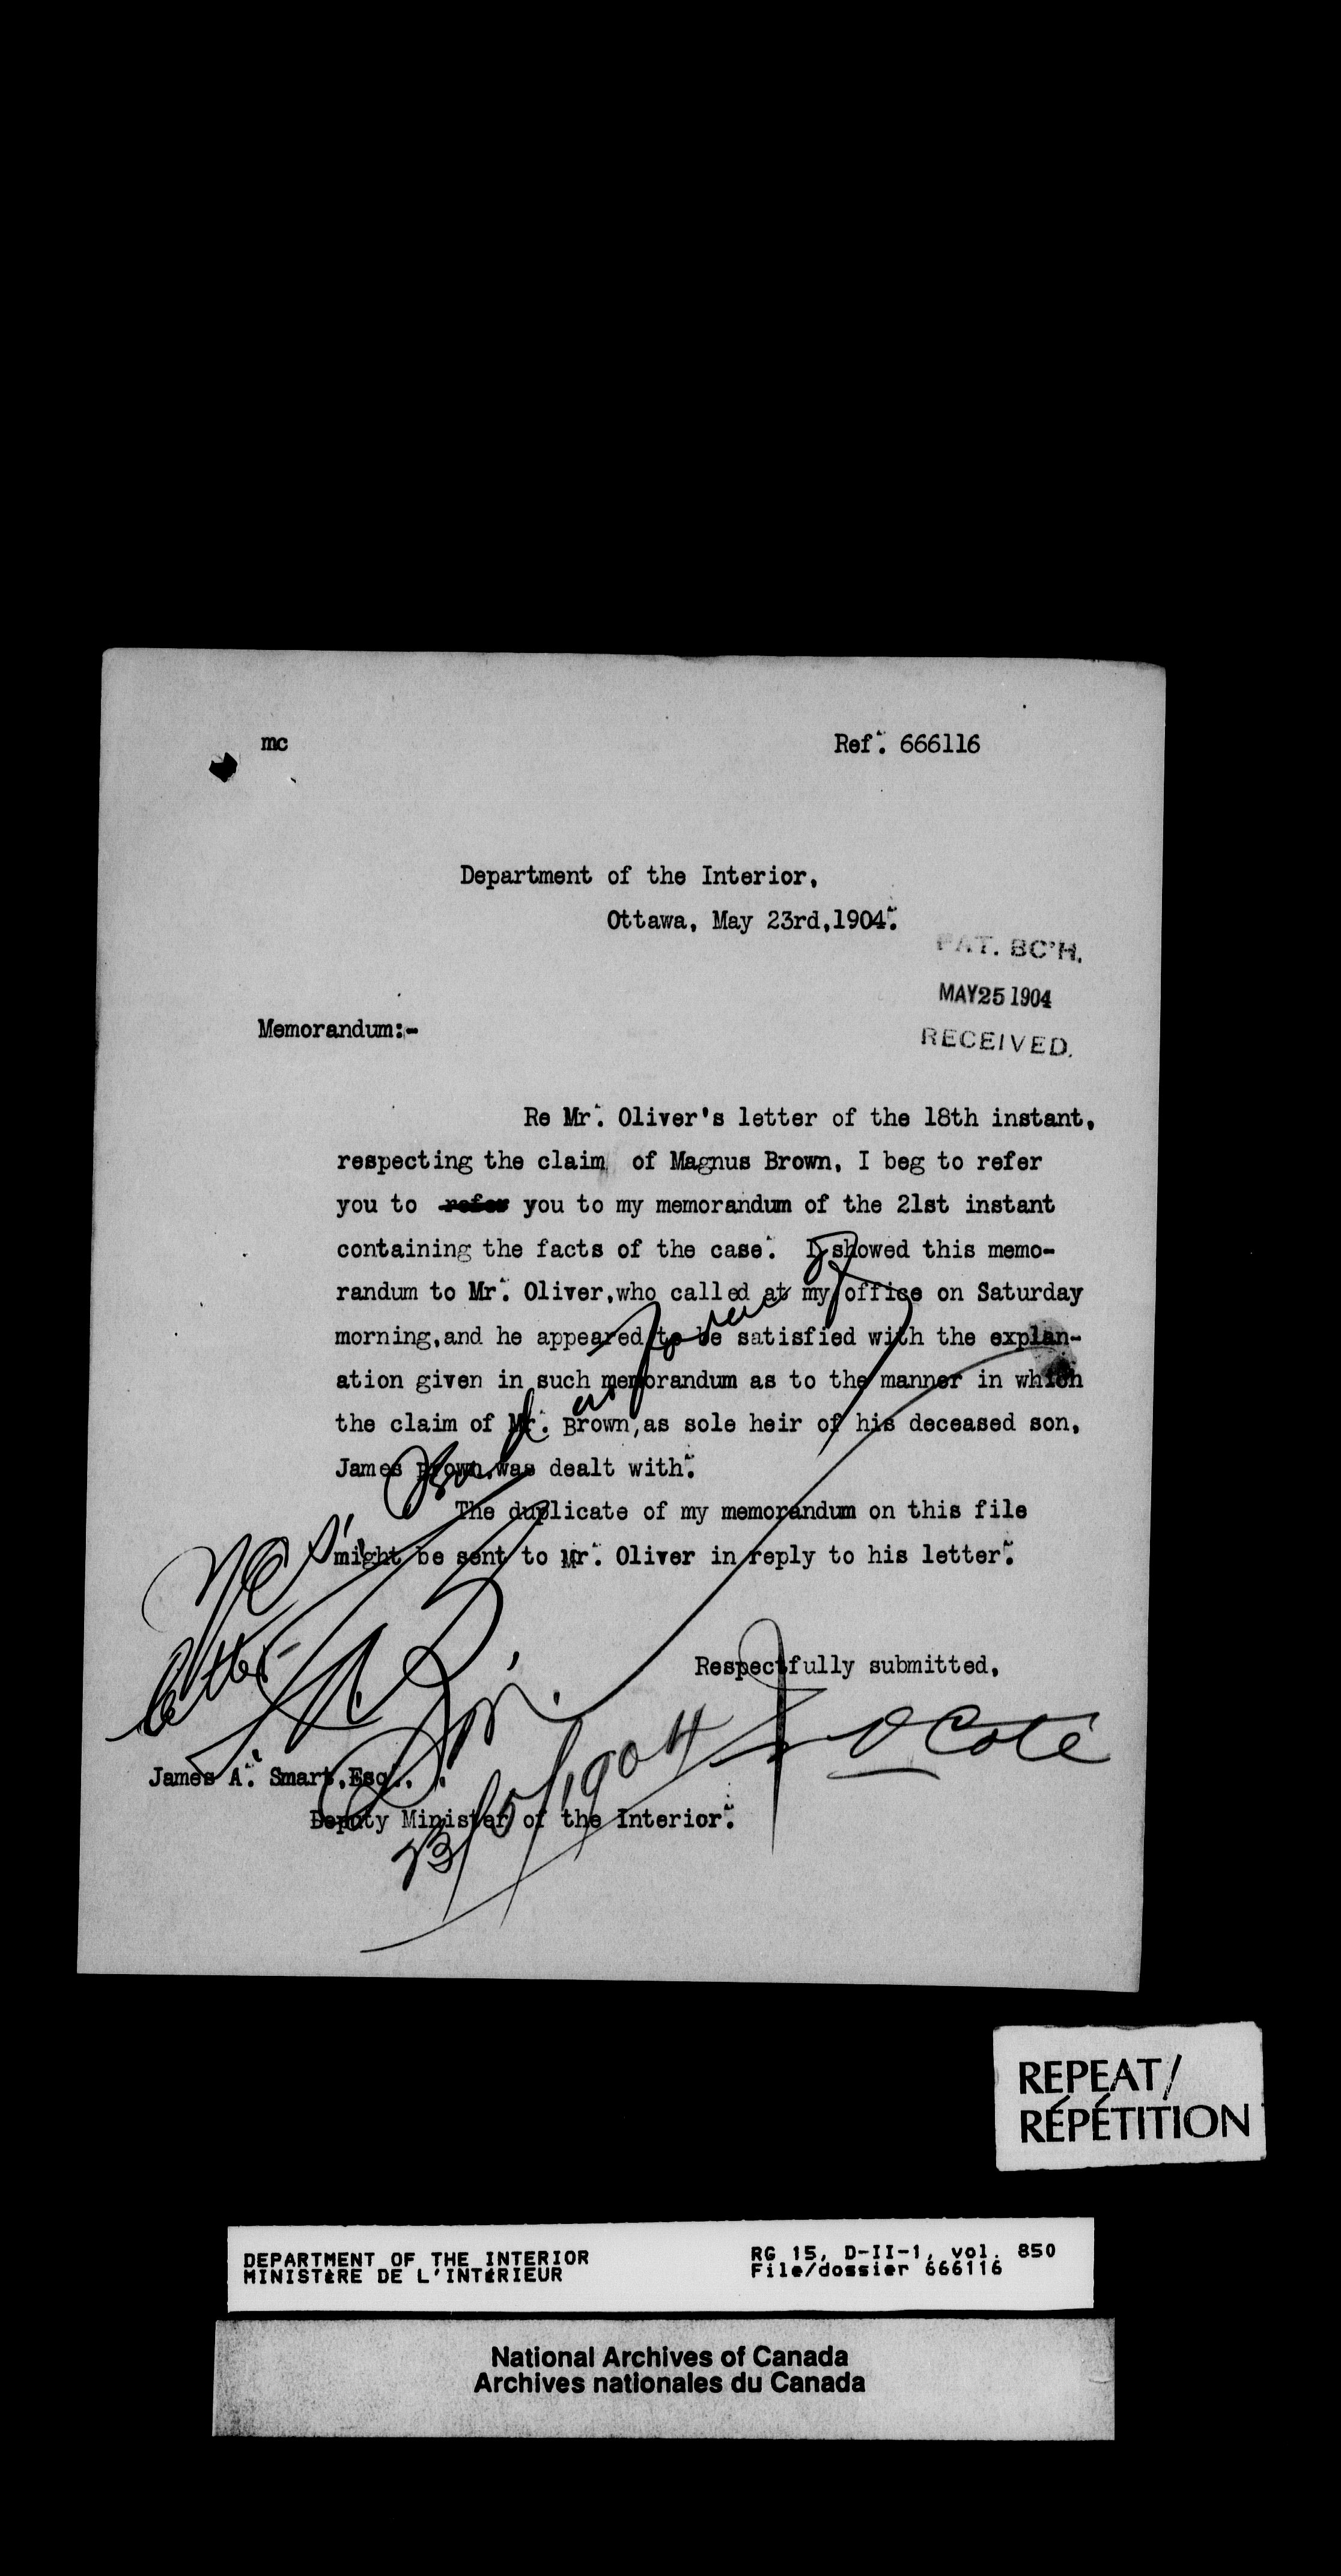 mc
Ref. 666116
Department of the Interior,
Ottawa, May 23rd,1904.
PAT. BC'H.
MAY 25 1904
RECEIVED.
Memorandum:-
Re Mr. Oliver's letter of the 18th instant,
respecting the claim of Magnus Brown, I beg to refer
you to refer you to my memorandum of the 21st instant
containing the facts of the case. I showed this memo-
randum to Mr. Oliver,who called at my office on Saturday
morning,and he appeared to be satisfied with the explan-
ation given in such memorandum as to the manner in which
the claim of Mr. Brown,as sole heir of his deceased son,
James Brown,was dealt with.
The duplicate of my memorandum on this file
might be sent to Mr. Oliver in reply to his letter.
Respectfully submitted,
Coté
James A. Smart,Esq.,
Deputy Minister of the Interior.
letter
23/5/1904
REPEAT/
RÉPÉTITION
DEPARTMENT OF THE INTERIOR
MINISTÈRE DE L'INTÉRIEUR
RG 15, D-II-1, vol. 850
File/dossier 666116
National Archives of Canada
Archives nationales du Canada